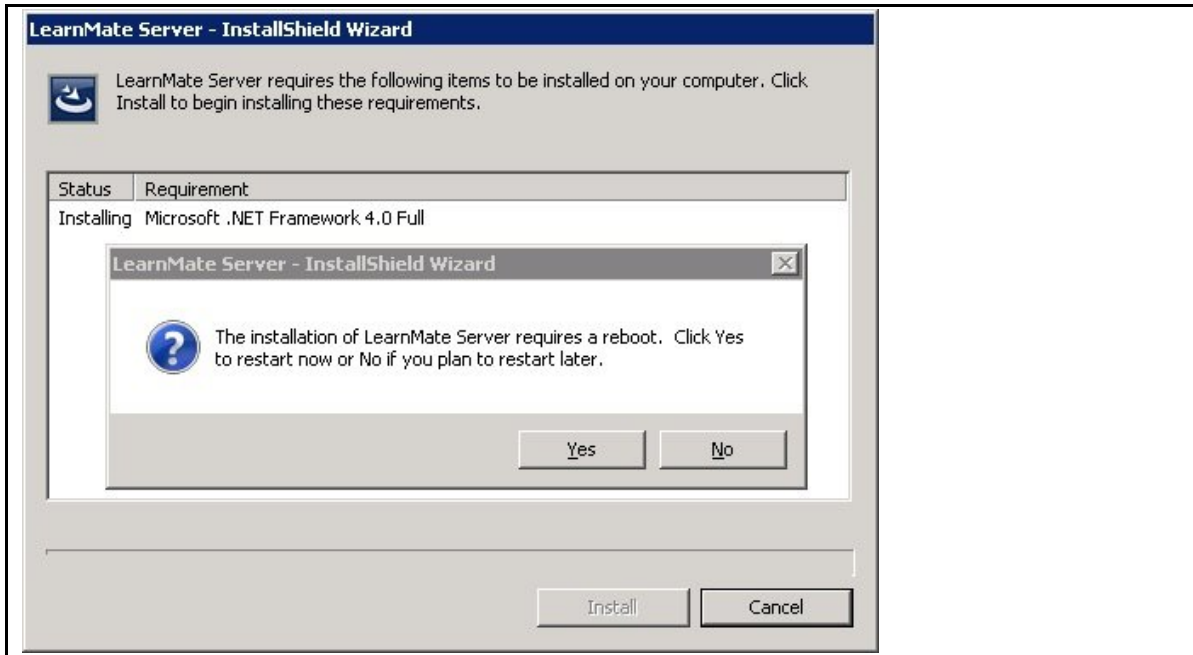 LearnMate Server - InstallShield Wizard
LearnMate Server requires the following items to be installed on your computer. Click
Install to begin installing these requirements.
Status Requirement
Installing Microsoft .NET Framework 4.0 Full
LearnMate Server - InstallShield Wizard
The installation of LearnMate Server requires a reboot. Click Yes
to restart now or No if you plan to restart later.
Yes No
Install Cancel